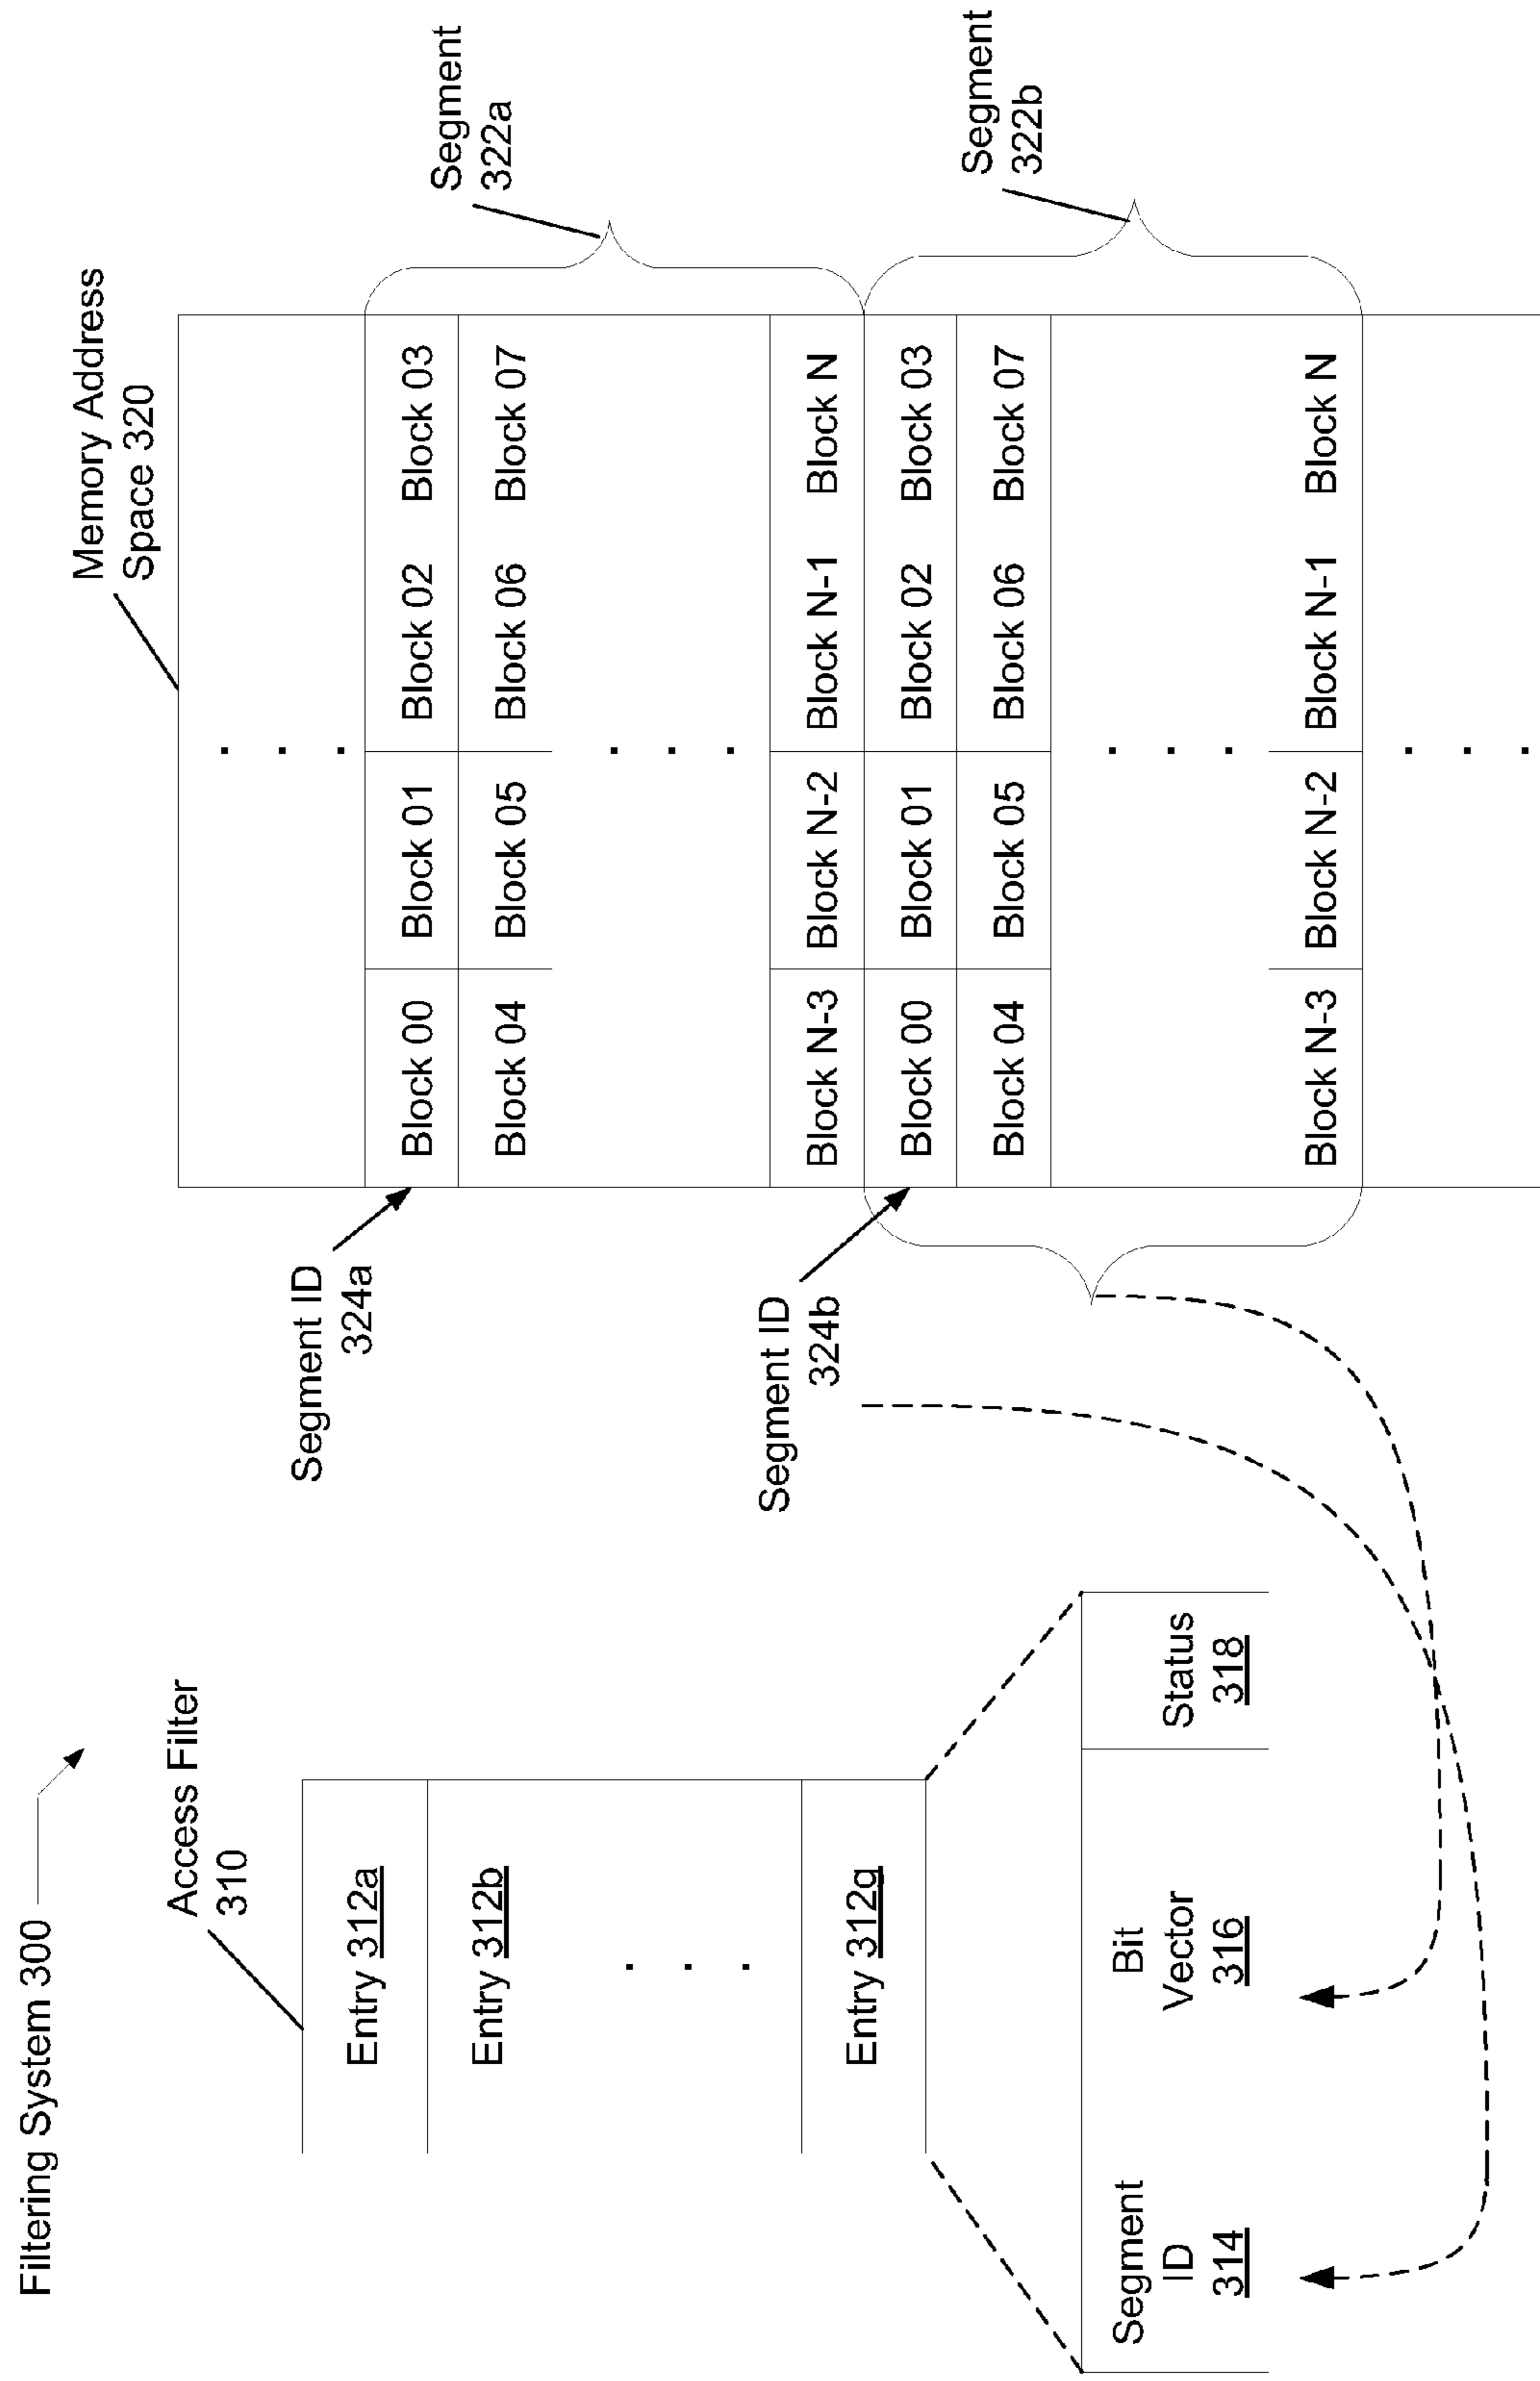 Filtering System 300
Access Filter
310
Entry 312a
Entry 312b
.
.
.
Entry 312g
Segment
ID
314
Bit
Vector
316
Status
318
Memory Address
Space 320
.
.
.
Segment ID
324a
Block 00 Block 01 Block 02 Block 03
Block 04 Block 05 Block 06 Block 07
.
.
.
Block N-3 Block N-2 Block N-1 Block N
Segment
322a
Segment ID
324b
Block 00 Block 01 Block 02 Block 03
Block 04 Block 05 Block 06 Block 07
.
.
.
Block N-3 Block N-2 Block N-1 Block N
Segment
322b
.
.
.